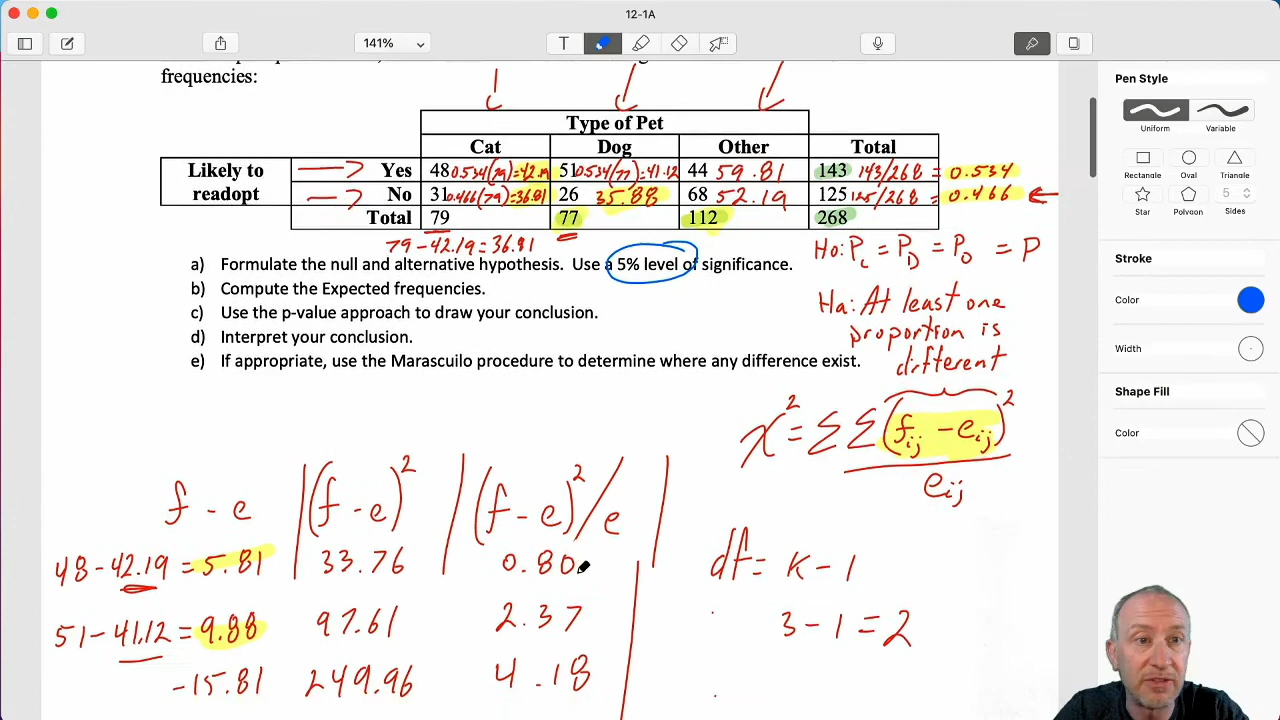 12-1A
141%
T
frequencies:
Pen Style
Uniform
Variable
Rectangle
Oval
Triangle
Star
Polygon
5
Sides
Stroke
Color
Width
Shape Fill
Color
Type of Pet
Cat Dog Other Total
Likely to readopt
Yes 48 0.534(79)=42.19 51 0.534(77)=41.12 44 59.81 143 143/268 = 0.534
No 31 0.466(79)=36.81 26 35.88 68 52.19 125 125/268 = 0.466
Total 79 77 112 268
79-42.19=36.81
a) Formulate the null and alternative hypothesis. Use a 5% level of significance.
b) Compute the Expected frequencies.
c) Use the p-value approach to draw your conclusion.
d) Interpret your conclusion.
e) If appropriate, use the Marascuilo procedure to determine where any difference exist.
Ho: Pc = PD = PO = P
Ha: At least one
proportion is
different
χ² = ΣΣ (fij - eij)²
eij
f - e (f - e)² (f - e)²/e
48-42.19 = 5.81 33.76 0.80
51-41.12 = 9.88 97.61 2.37
-15.81 249.96 4.18
df = K - 1
3 - 1 = 2